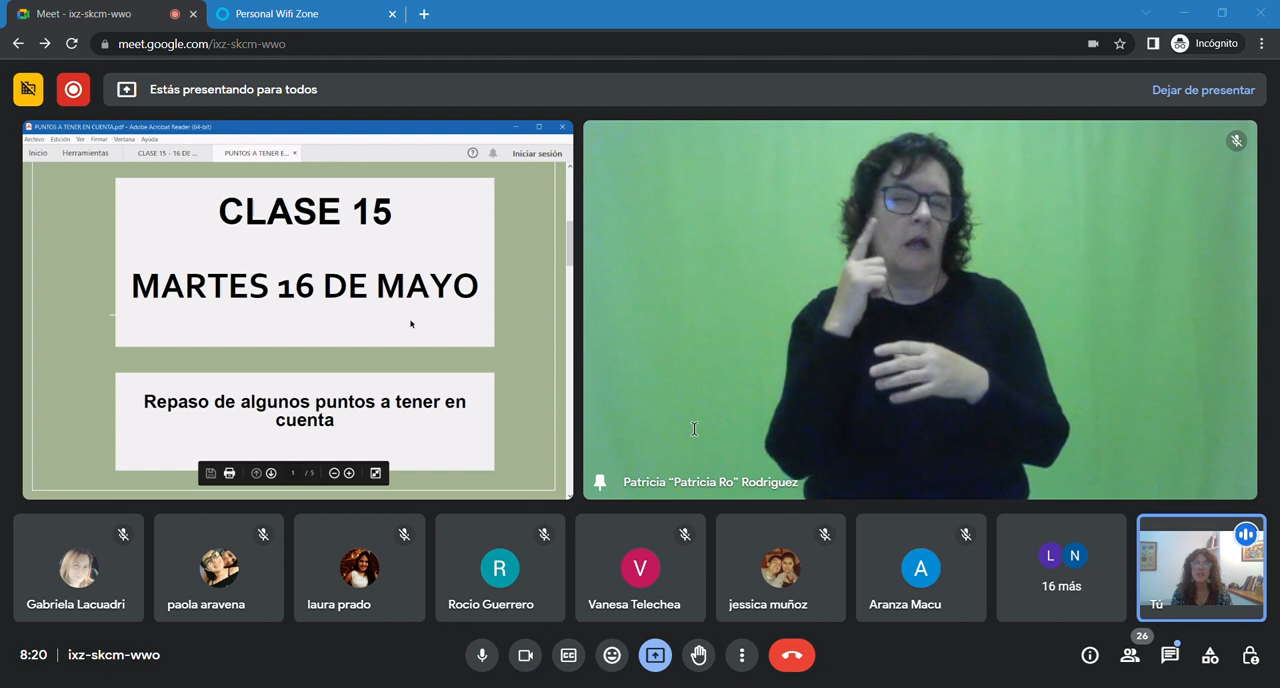 Meet - ixz-skcm-wwo
Personal Wifi Zone
meet.google.com/ixz-skcm-wwo
Incógnito
Estás presentando para todos
Dejar de presentar
PUNTOS A TENER EN CUENTA.pdf - Adobe Acrobat Reader (64-bit)
Archivo Edición Ver Firmar Ventana Ayuda
Inicio Herramientas CLASE 15 - 16 DE ... PUNTOS A TENER E... Iniciar sesión
CLASE 15
MARTES 16 DE MAYO
Repaso de algunos puntos a tener en
cuenta
1 / 5
Patricia “Patricia Ro” Rodriguez
Gabriela Lacuadri
paola aravena
laura prado
R
Rocio Guerrero
V
Vanesa Telechea
jessica muñoz
A
Aranza Macu
L N
16 más
Tú
8:20 ixz-skcm-wwo
26